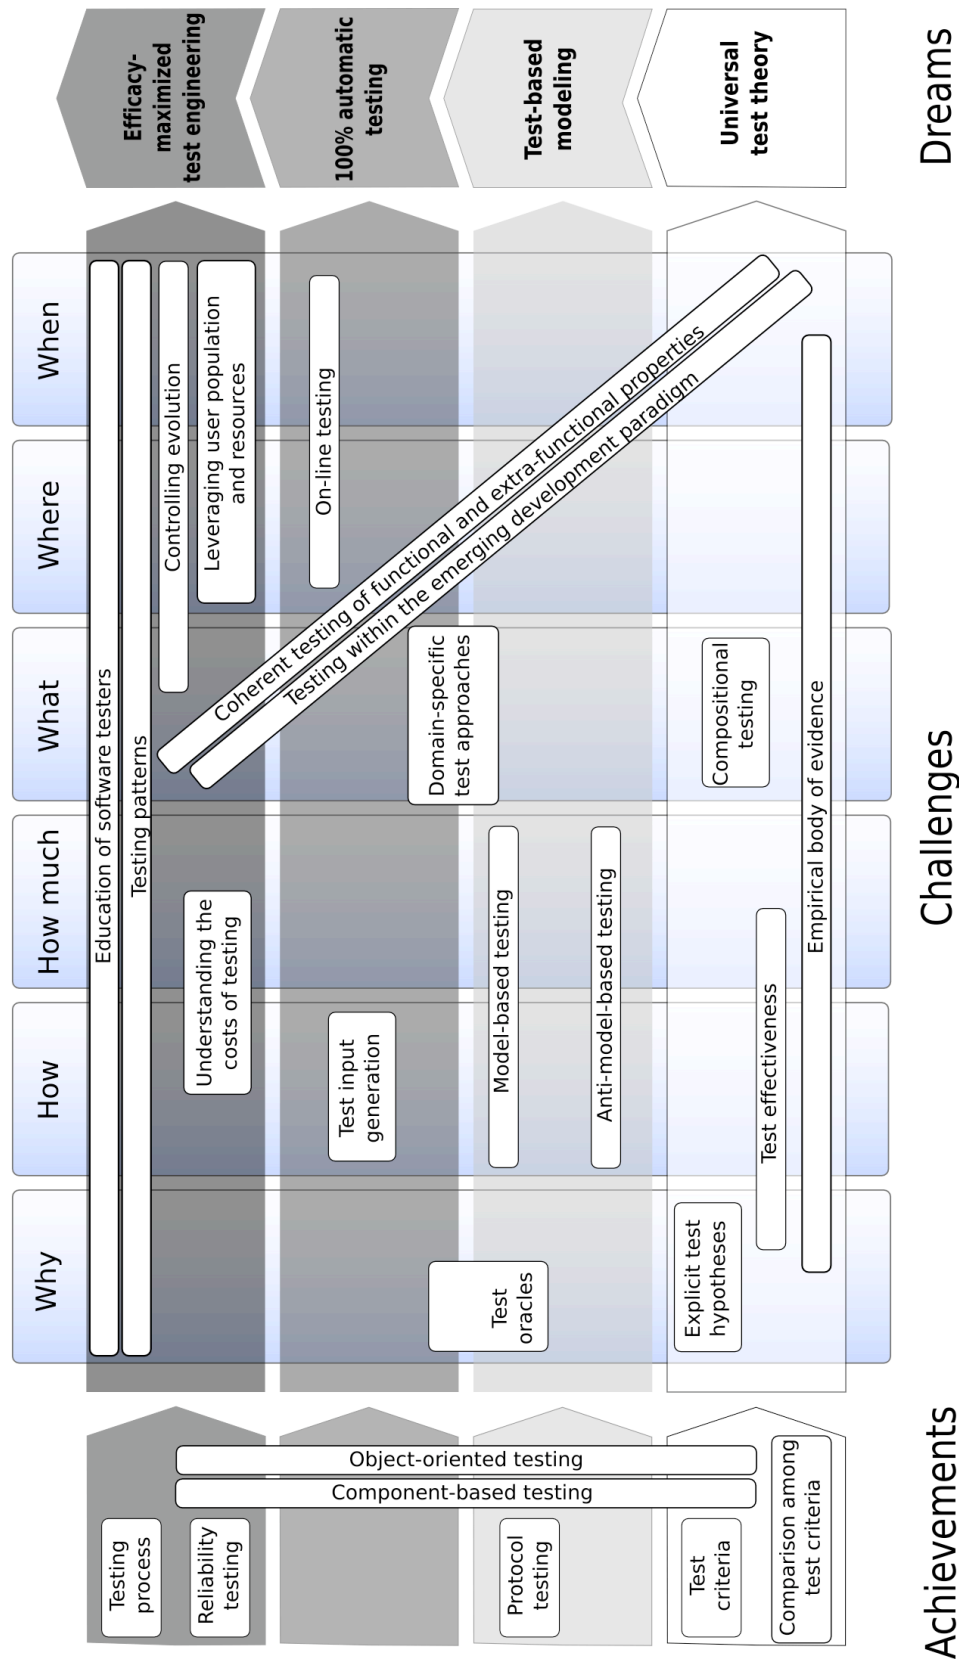 Efficacy-
maximized
test engineering
100% automatic
testing
Test-based
modeling
Universal
test theory
Dreams
When
Where
What
How much
How
Why
Education of software testers
Testing patterns
Controlling evolution
Leveraging user population
and resources
On-line testing
Coherent testing of functional and extra-functional properties
Testing within the emerging development paradigm
Domain-specific
test approaches
Compositional
testing
Empirical body of evidence
Understanding the
costs of testing
Test input
generation
Model-based testing
Anti-model-based testing
Test effectiveness
Test
oracles
Explicit test
hypotheses
Challenges
Object-oriented testing
Component-based testing
Testing
process
Reliability
testing
Protocol
testing
Test
criteria
Comparison among
test criteria
Achievements